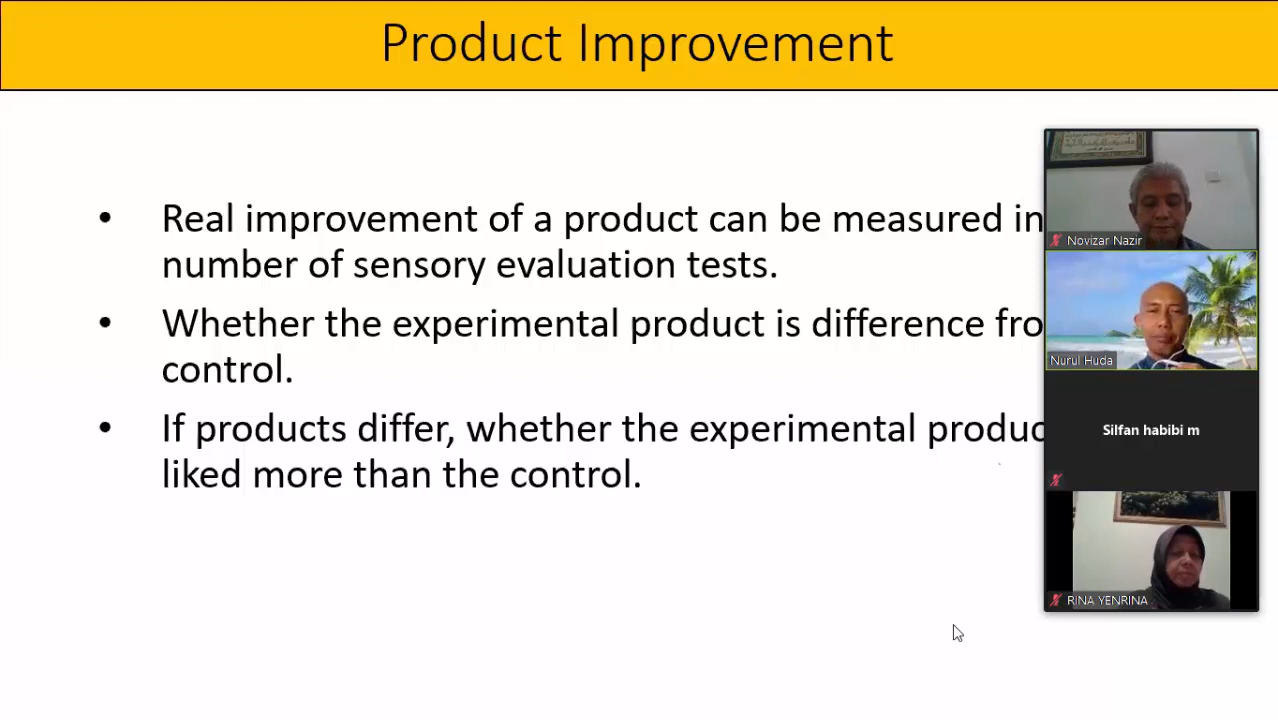 Product Improvement
• Real improvement of a product can be measured in
number of sensory evaluation tests.
• Whether the experimental product is difference fro
control.
• If products differ, whether the experimental produc
liked more than the control.
Novizar Nazir
Nurul Huda
Silfan habibi m
RINA YENRINA